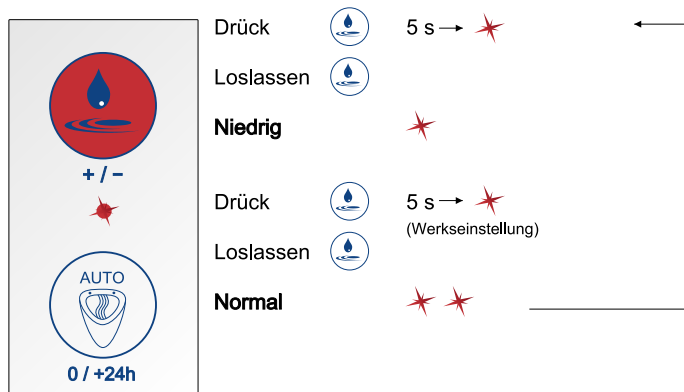 Drück 5 s
Loslassen
Niedrig
+ / –
Drück 5 s
(Werkseinstellung)
Loslassen
AUTO
Normal
0 / +24h